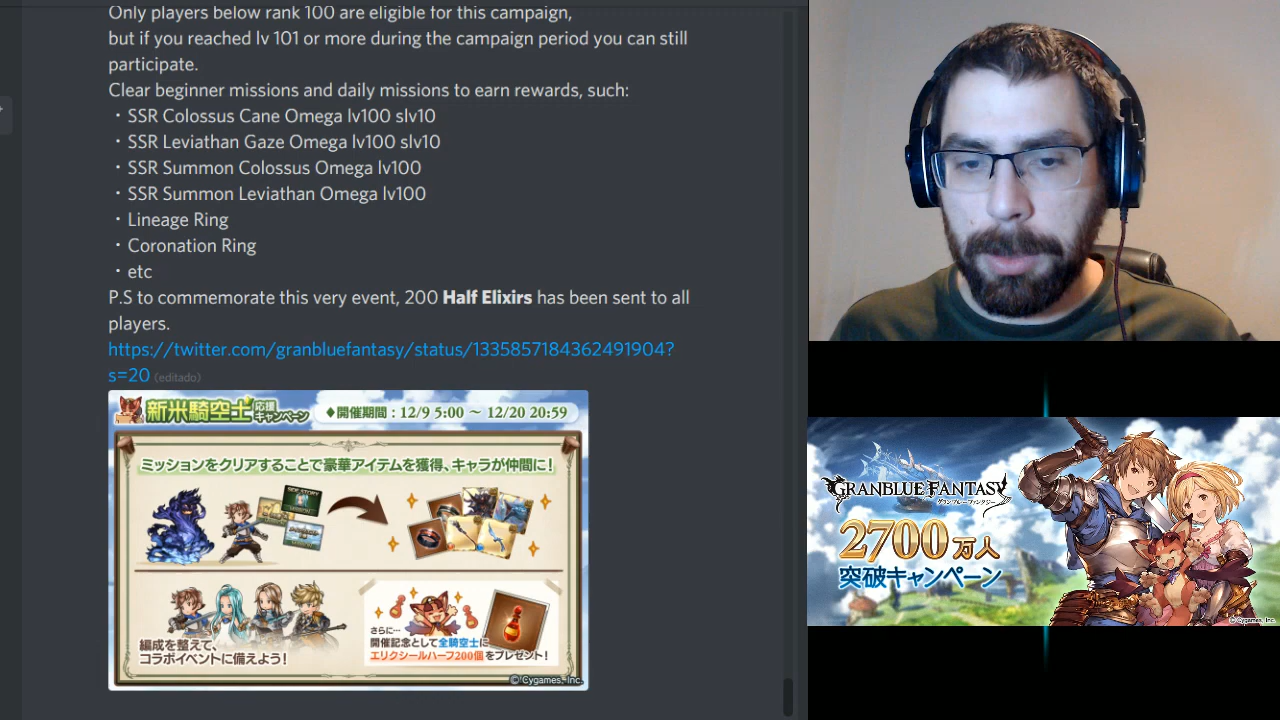 Only players below rank 100 are eligible for this campaign,
but if you reached lv 101 or more during the campaign period you can still
participate.
Clear beginner missions and daily missions to earn rewards, such:
・SSR Colossus Cane Omega lv100 slv10
・SSR Leviathan Gaze Omega lv100 slv10
・SSR Summon Colossus Omega lv100
・SSR Summon Leviathan Omega lv100
・Lineage Ring
・Coronation Ring
・etc
P.S to commemorate this very event, 200 Half Elixirs has been sent to all
players.
https://twitter.com/granbluefantasy/status/1335857184362491904?
s=20 (editado)
新米騎空士応援キャンペーン
♦開催期間：12/9 5:00 ～ 12/20 20:59
ミッションをクリアすることで豪華アイテムを獲得、キャラが仲間に！
SIDE STORY
編成を整えて、
コラボイベントに備えよう！
さらに…
開催記念として全騎空士に
エリクシールハーフ200個をプレゼント！
©Cygames, Inc.
GRANBLUE FANTASY
グランブルーファンタジー
2700万人
突破キャンペーン
© Cygames, Inc.